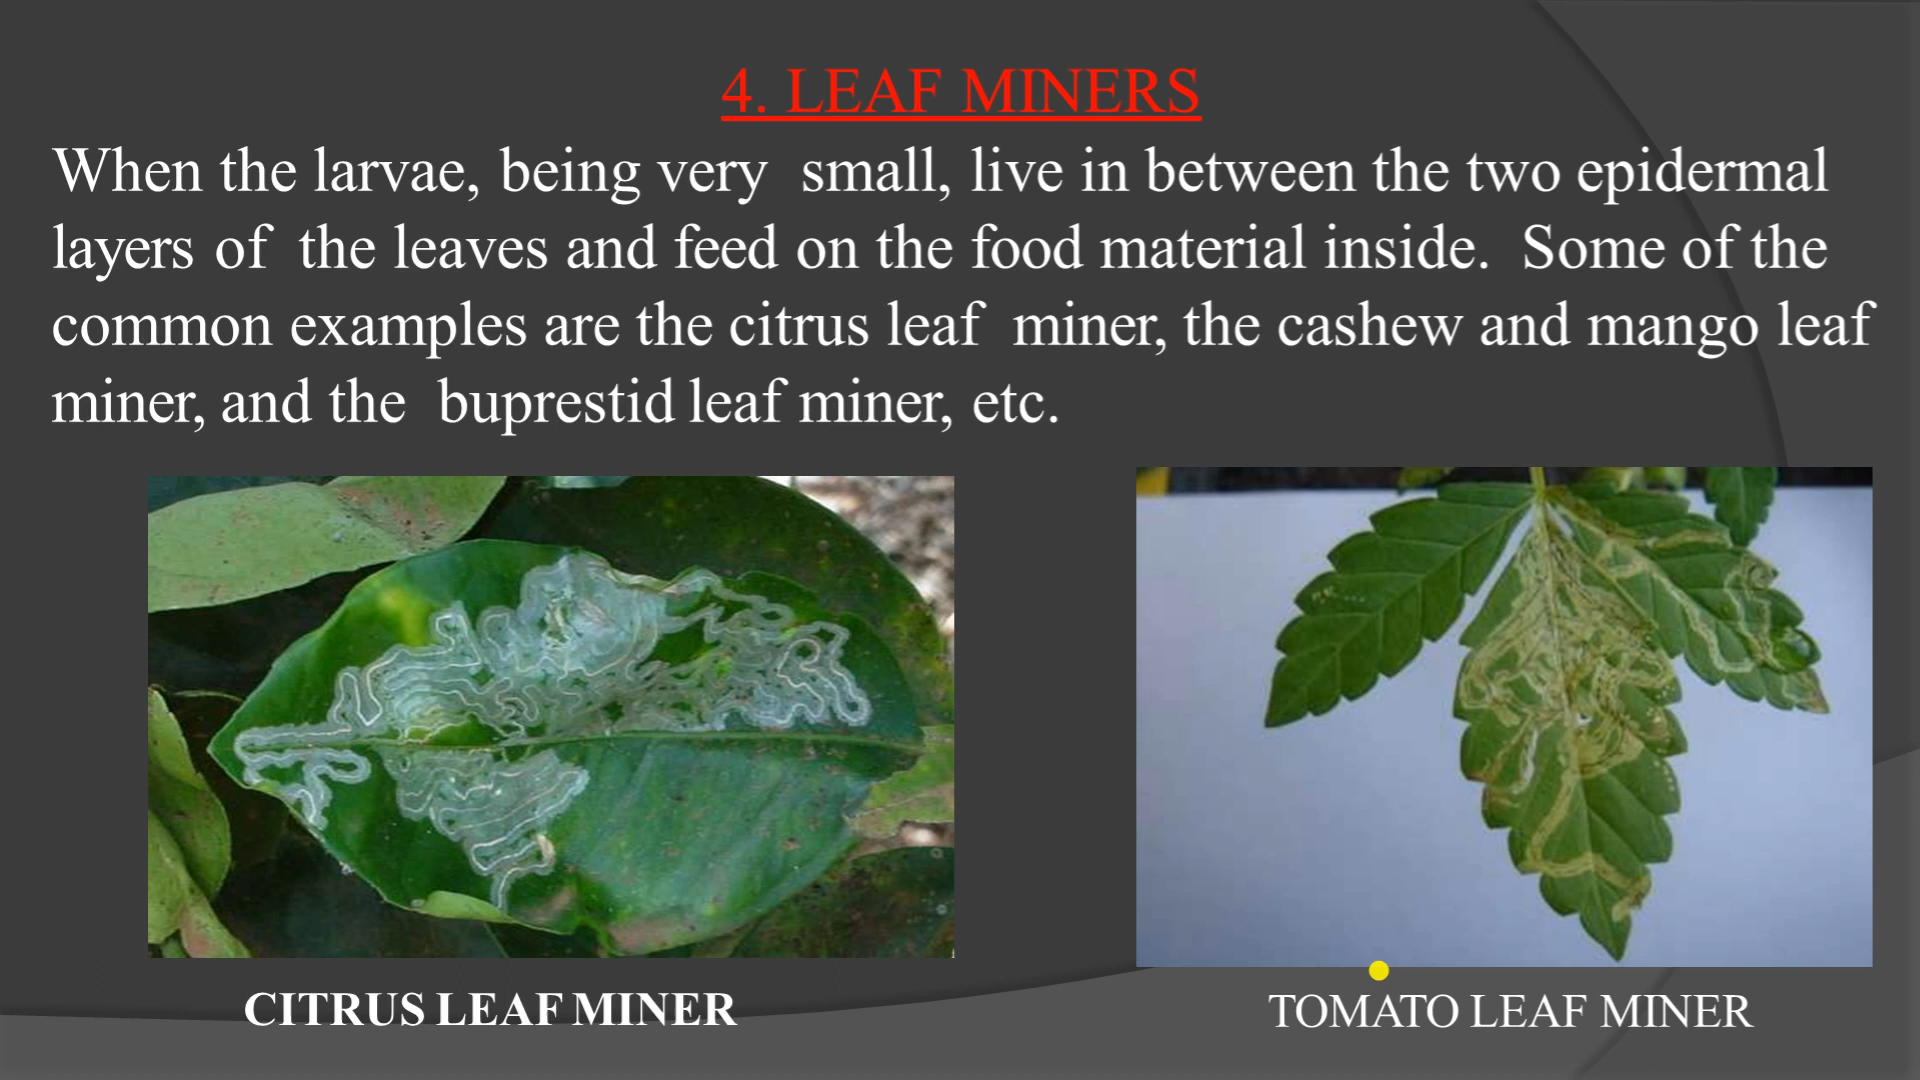 4. LEAF MINERS
When the larvae, being very small, live in between the two epidermal
layers of the leaves and feed on the food material inside. Some of the
common examples are the citrus leaf miner, the cashew and mango leaf
miner, and the buprestid leaf miner, etc.
CITRUS LEAF MINER
TOMATO LEAF MINER